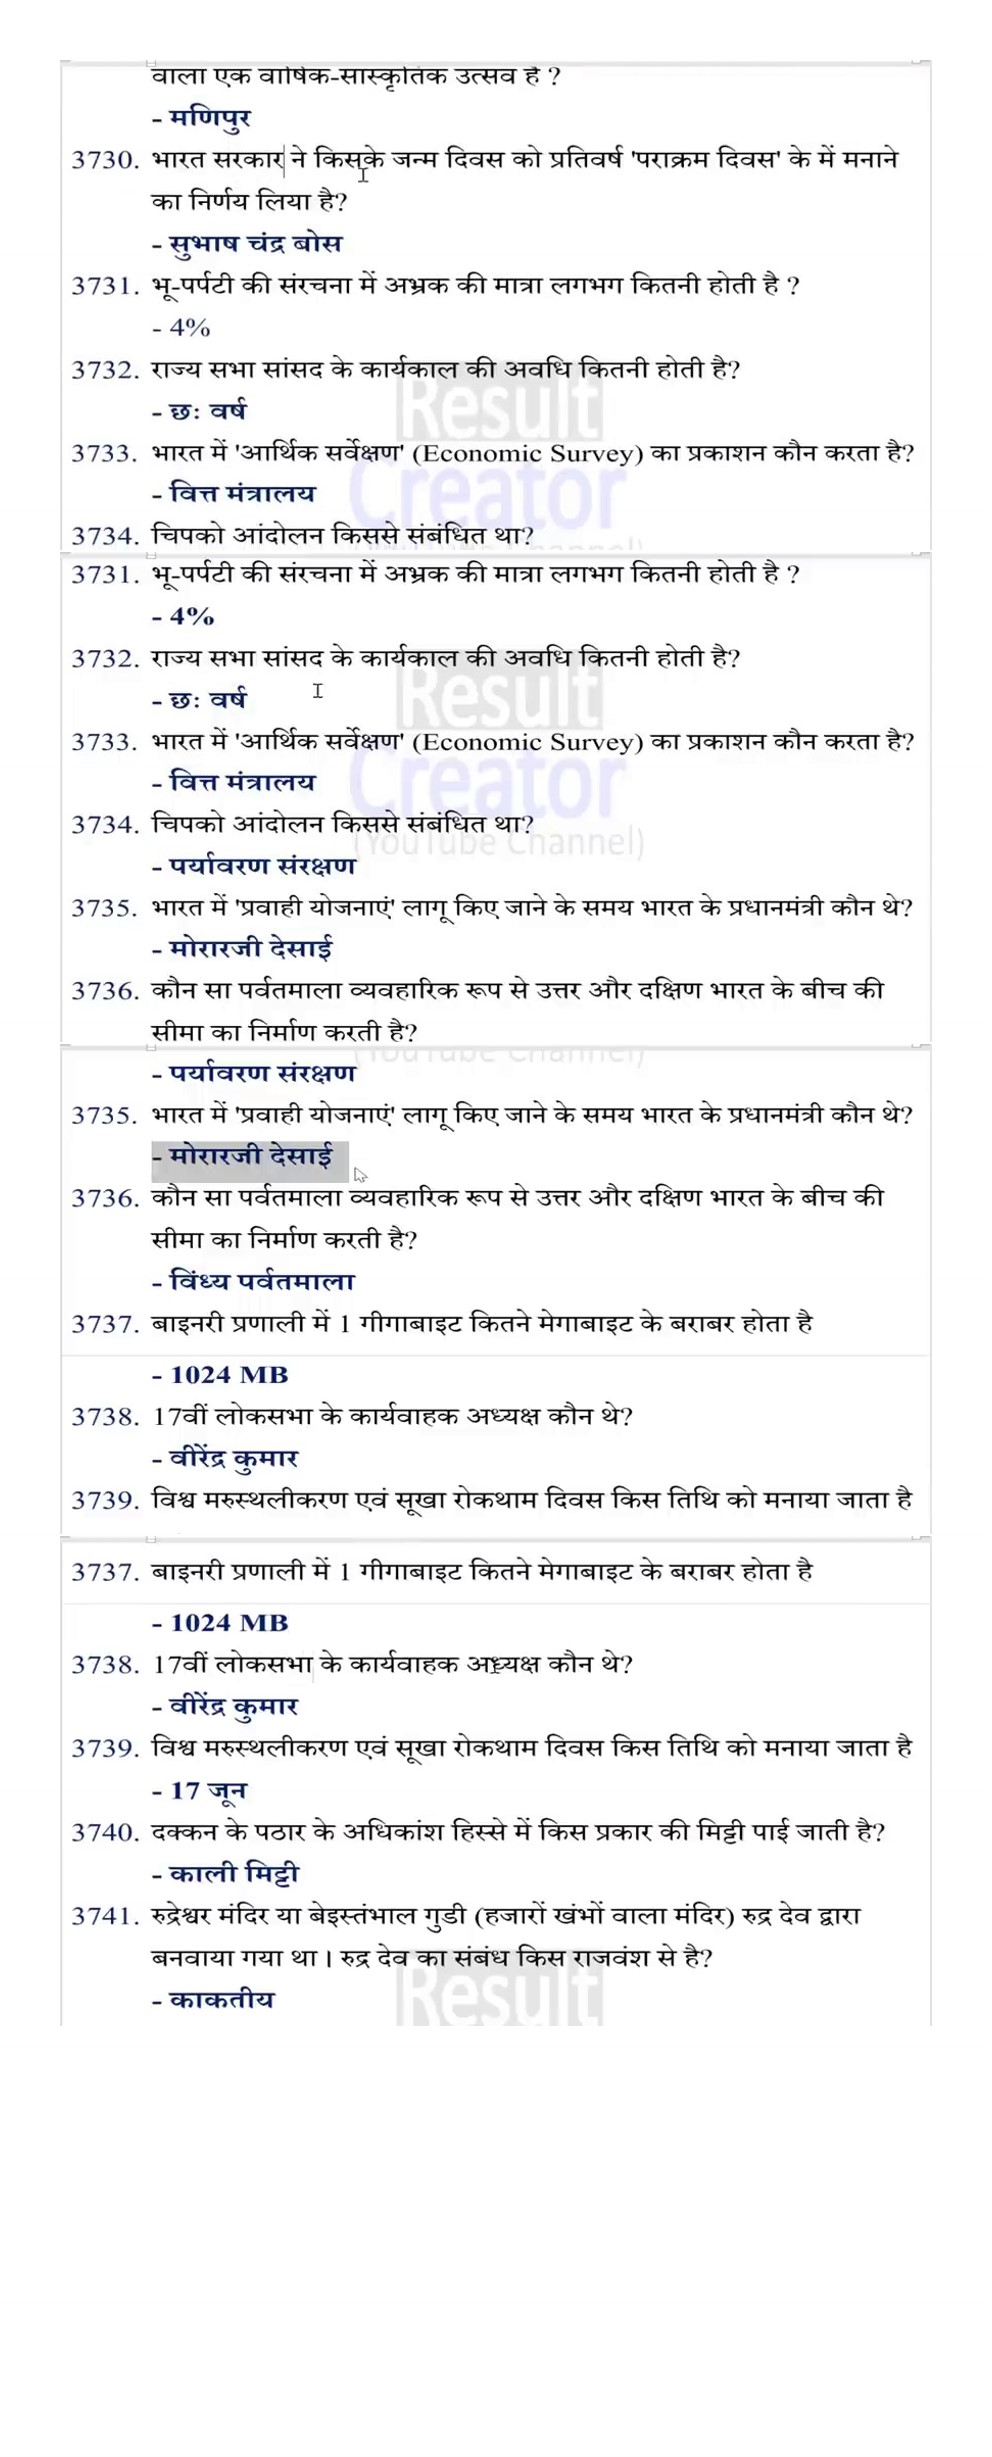 वाला एक वार्षिक-सांस्कृतिक उत्सव है ?
- मणिपुर
3730. भारत सरकार ने किसके जन्म दिवस को प्रतिवर्ष 'पराक्रम दिवस' के में मनाने
का निर्णय लिया है?
- सुभाष चंद्र बोस
3731. भू-पर्पटी की संरचना में अभ्रक की मात्रा लगभग कितनी होती है ?
- 4%
3732. राज्य सभा सांसद के कार्यकाल की अवधि कितनी होती है?
- छः वर्ष
Result
3733. भारत में 'आर्थिक सर्वेक्षण' (Economic Survey) का प्रकाशन कौन करता है?
- वित्त मंत्रालय
Creator
3734. चिपको आंदोलन किससे संबंधित था?
3731. भू-पर्पटी की संरचना में अभ्रक की मात्रा लगभग कितनी होती है ?
- 4%
3732. राज्य सभा सांसद के कार्यकाल की अवधि कितनी होती है?
- छः वर्ष
Result
3733. भारत में 'आर्थिक सर्वेक्षण' (Economic Survey) का प्रकाशन कौन करता है?
- वित्त मंत्रालय
Creator
3734. चिपको आंदोलन किससे संबंधित था?
(YouTube Channel)
- पर्यावरण संरक्षण
3735. भारत में 'प्रवाही योजनाएं' लागू किए जाने के समय भारत के प्रधानमंत्री कौन थे?
- मोरारजी देसाई
3736. कौन सा पर्वतमाला व्यवहारिक रूप से उत्तर और दक्षिण भारत के बीच की
सीमा का निर्माण करती है?
(YouTube Channel)
- पर्यावरण संरक्षण
3735. भारत में 'प्रवाही योजनाएं' लागू किए जाने के समय भारत के प्रधानमंत्री कौन थे?
- मोरारजी देसाई
3736. कौन सा पर्वतमाला व्यवहारिक रूप से उत्तर और दक्षिण भारत के बीच की
सीमा का निर्माण करती है?
- विंध्य पर्वतमाला
3737. बाइनरी प्रणाली में 1 गीगाबाइट कितने मेगाबाइट के बराबर होता है
- 1024 MB
3738. 17वीं लोकसभा के कार्यवाहक अध्यक्ष कौन थे?
- वीरेंद्र कुमार
3739. विश्व मरुस्थलीकरण एवं सूखा रोकथाम दिवस किस तिथि को मनाया जाता है
3737. बाइनरी प्रणाली में 1 गीगाबाइट कितने मेगाबाइट के बराबर होता है
- 1024 MB
3738. 17वीं लोकसभा के कार्यवाहक अध्यक्ष कौन थे?
- वीरेंद्र कुमार
3739. विश्व मरुस्थलीकरण एवं सूखा रोकथाम दिवस किस तिथि को मनाया जाता है
- 17 जून
3740. दक्कन के पठार के अधिकांश हिस्से में किस प्रकार की मिट्टी पाई जाती है?
- काली मिट्टी
3741. रुद्रेश्वर मंदिर या बेइस्तंभाल गुडी (हजारों खंभों वाला मंदिर) रुद्र देव द्वारा
बनवाया गया था। रुद्र देव का संबंध किस राजवंश से है?
- काकतीय
Result